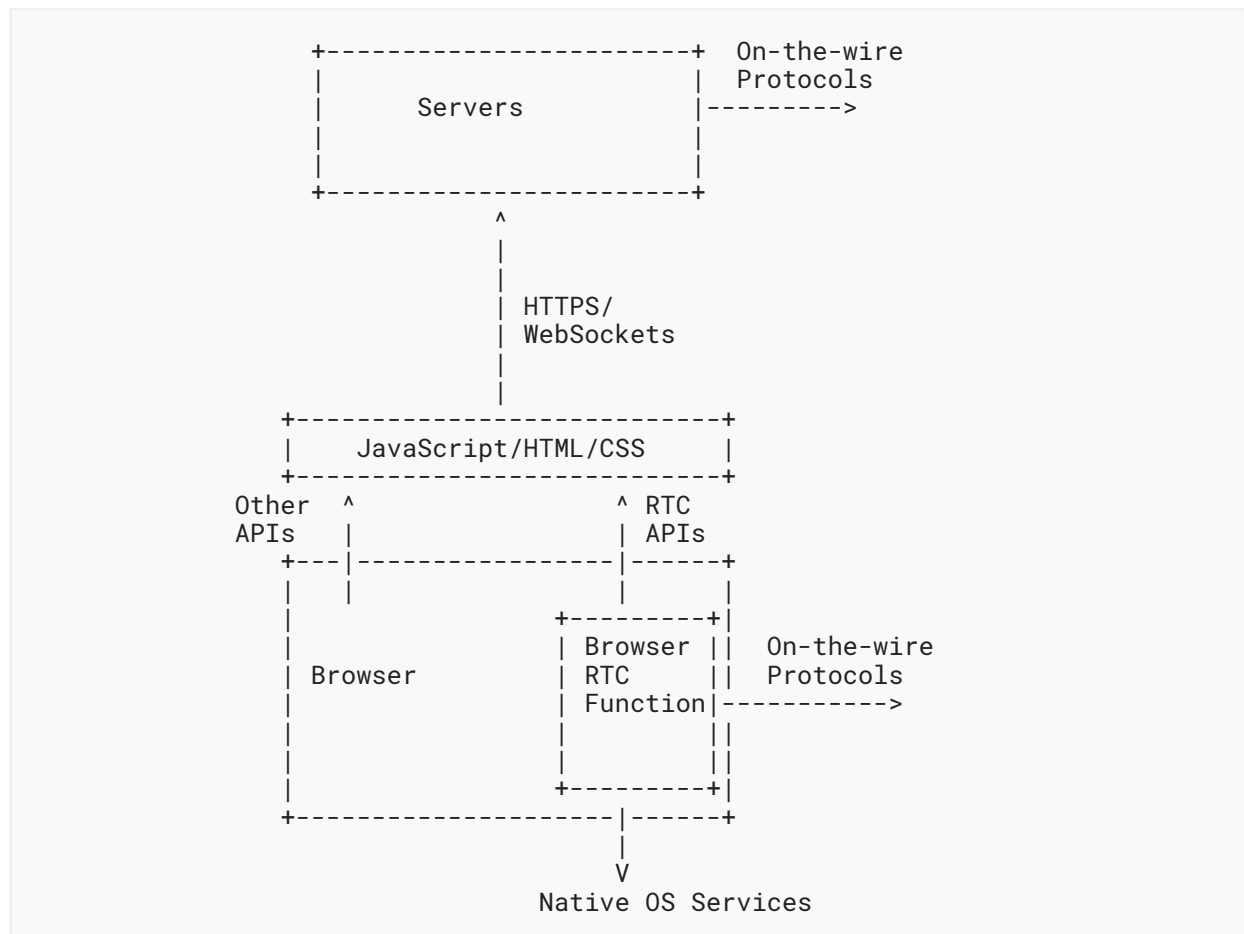 On-the-wire
Protocols
Servers
HTTPS/
WebSockets
JavaScript/HTML/CSS
Other RTC
APIs APIs
Browser On-the-wire
Browser RTC Protocols
Function
Native OS Services